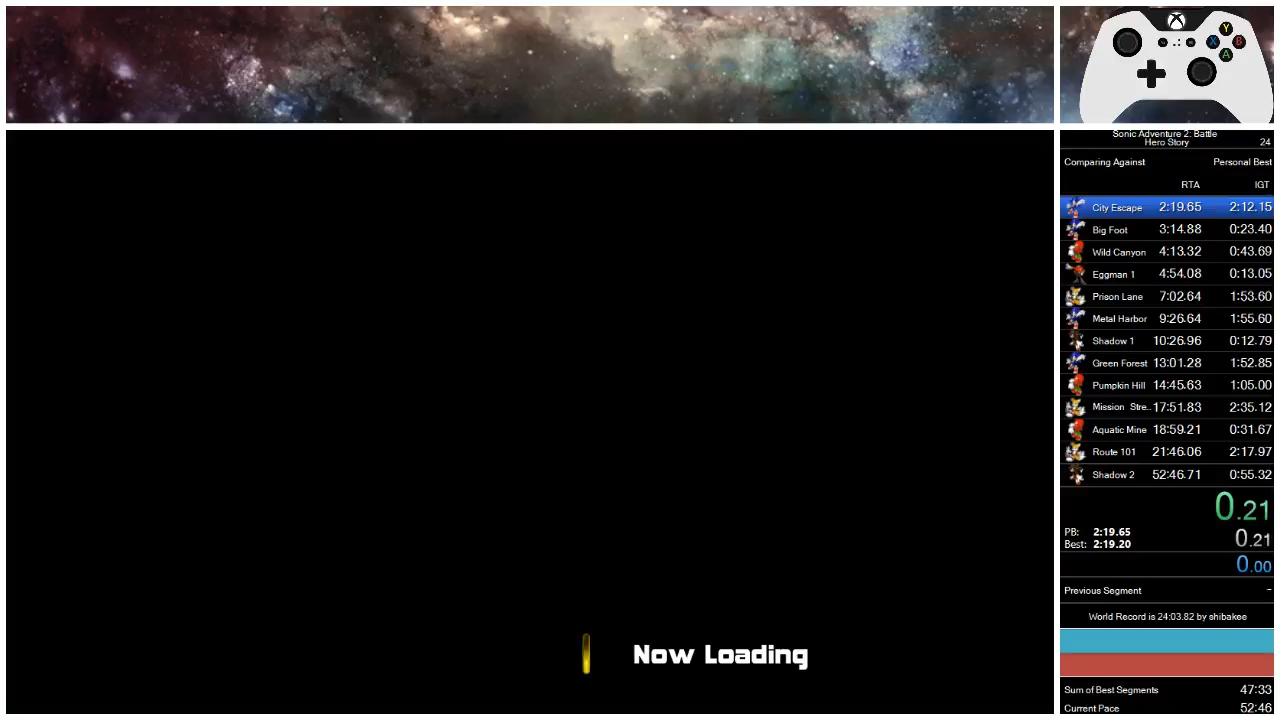 Y
X
B
A
Sonic Adventure 2: Battle
Hero Story 24
Comparing Against Personal Best
RTA IGT
City Escape 2:19.65 2:12.15
Big Foot 3:14.88 0:23.40
Wild Canyon 4:13.32 0:43.69
Eggman 1 4:54.08 0:13.05
Prison Lane 7:02.64 1:53.60
Metal Harbor 9:26.64 1:55.60
Shadow 1 10:26.96 0:12.79
Green Forest 13:01.28 1:52.85
Pumpkin Hill 14:45.63 1:05.00
Mission Stre... 17:51.83 2:35.12
Aquatic Mine 18:59.21 0:31.67
Route 101 21:46.06 2:17.97
Shadow 2 52:46.71 0:55.32
0.21
PB: 2:19.65 0.21
Best: 2:19.20
0.00
Previous Segment -
World Record is 24:03.82 by shibakee
Sum of Best Segments 47:33
Current Pace 52:46
Now Loading